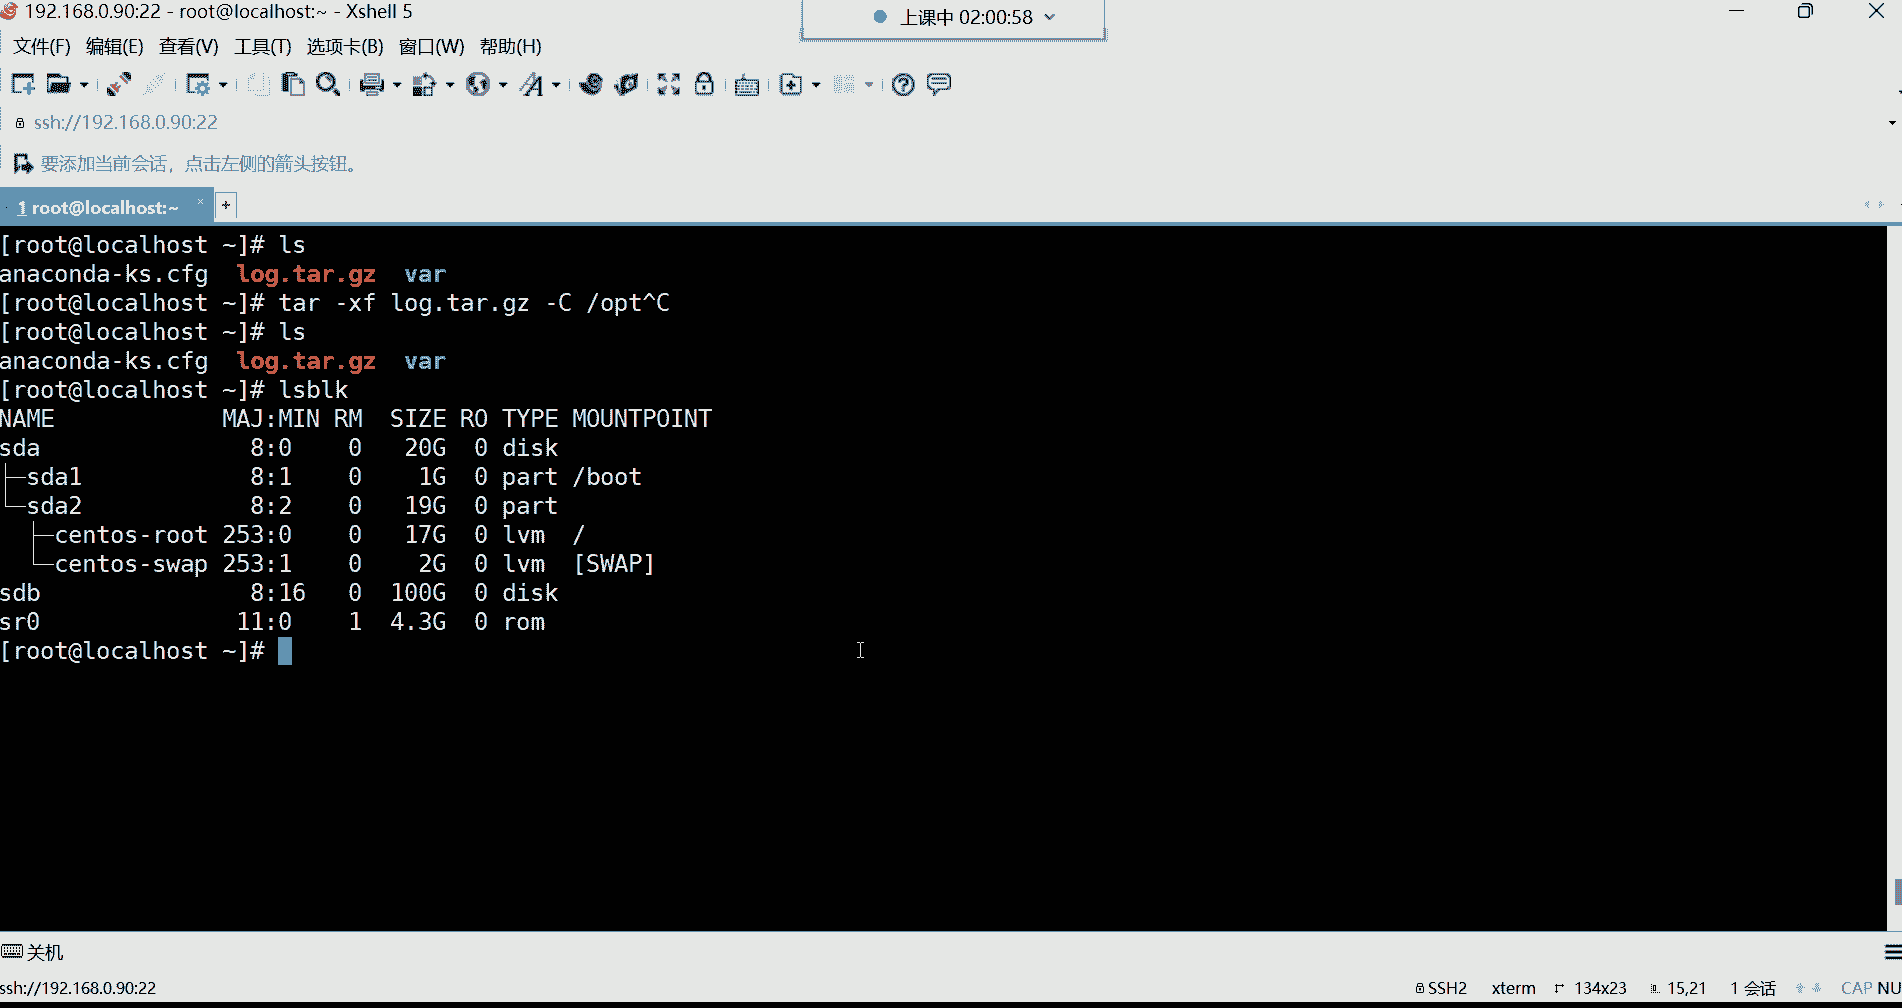 192.168.0.90:22 - root@localhost:~ - Xshell 5
上课中 02:00:58
文件(F) 编辑(E) 查看(V) 工具(T) 选项卡(B) 窗口(W) 帮助(H)
ssh://192.168.0.90:22
要添加当前会话，点击左侧的箭头按钮。
1 root@localhost:~ × +
[root@localhost ~]# ls
anaconda-ks.cfg  log.tar.gz  var
[root@localhost ~]# tar -xf log.tar.gz -C /opt^C
[root@localhost ~]# ls
anaconda-ks.cfg  log.tar.gz  var
[root@localhost ~]# lsblk
NAME            MAJ:MIN RM  SIZE RO TYPE MOUNTPOINT
sda               8:0    0   20G  0 disk
├─sda1            8:1    0    1G  0 part /boot
└─sda2            8:2    0   19G  0 part
  ├─centos-root 253:0    0   17G  0 lvm  /
  └─centos-swap 253:1    0    2G  0 lvm  [SWAP]
sdb               8:16   0  100G  0 disk
sr0              11:0    1  4.3G  0 rom
[root@localhost ~]#
关机
ssh://192.168.0.90:22 SSH2 xterm 134x23 15,21 1 会话 CAP NU